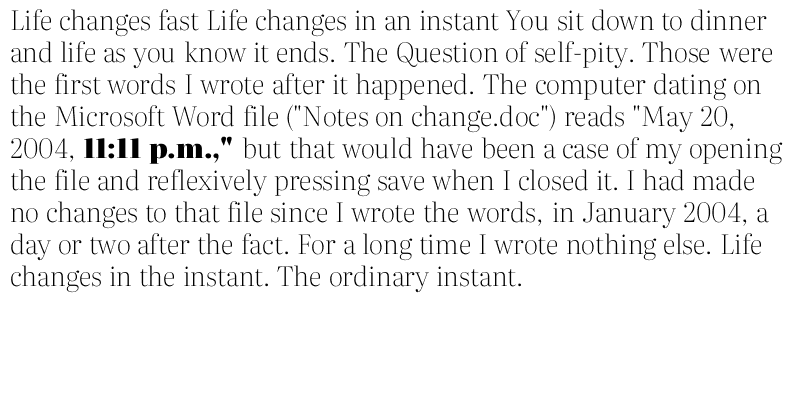 Life changes fast Life changes in an instant You sit down to dinner
and life as you know it ends. The Question of self-pity. Those were
the first words I wrote after it happened. The computer dating on
the Microsoft Word file ("Notes on change.doc") reads "May 20,
2004, 11:11 p.m.," but that would have been a case of my opening
the file and reflexively pressing save when I closed it. I had made
no changes to that file since I wrote the words, in January 2004, a
day or two after the fact. For a long time I wrote nothing else. Life
changes in the instant. The ordinary instant.